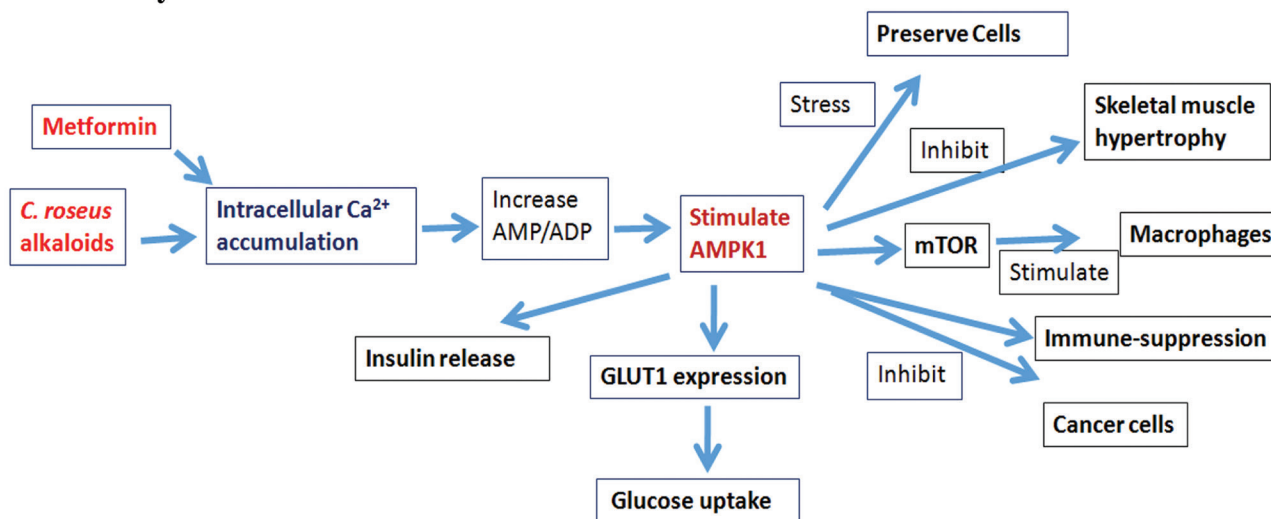 Preserve Cells
Stress
Skeletal muscle
hypertrophy
Metformin
Inhibit
C. roseus
alkaloids
Intracellular Ca²⁺
accumulation
Increase
AMP/ADP
Stimulate
AMPK1
mTOR
Macrophages
Stimulate
Insulin release
Immune-suppression
GLUT1 expression
Inhibit
Cancer cells
Glucose uptake